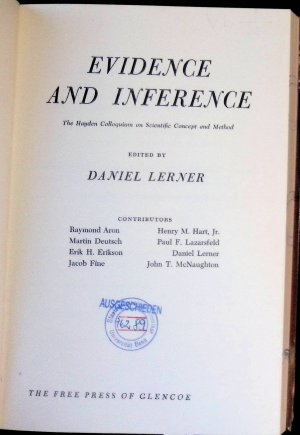 EVIDENCE
AND INFERENCE
The Hayden Colloquium on Scientific Concept and Method
EDITED BY
DANIEL LERNER
CONTRIBUTORS
Raymond Aron
Martin Deutsch
Erik H. Erikson
Jacob Fine
Henry M. Hart, Jr.
Paul F. Lazarsfeld
Daniel Lerner
John T. McNaughton
AUSGESCHIEDEN
THE FREE PRESS OF GLENCOE